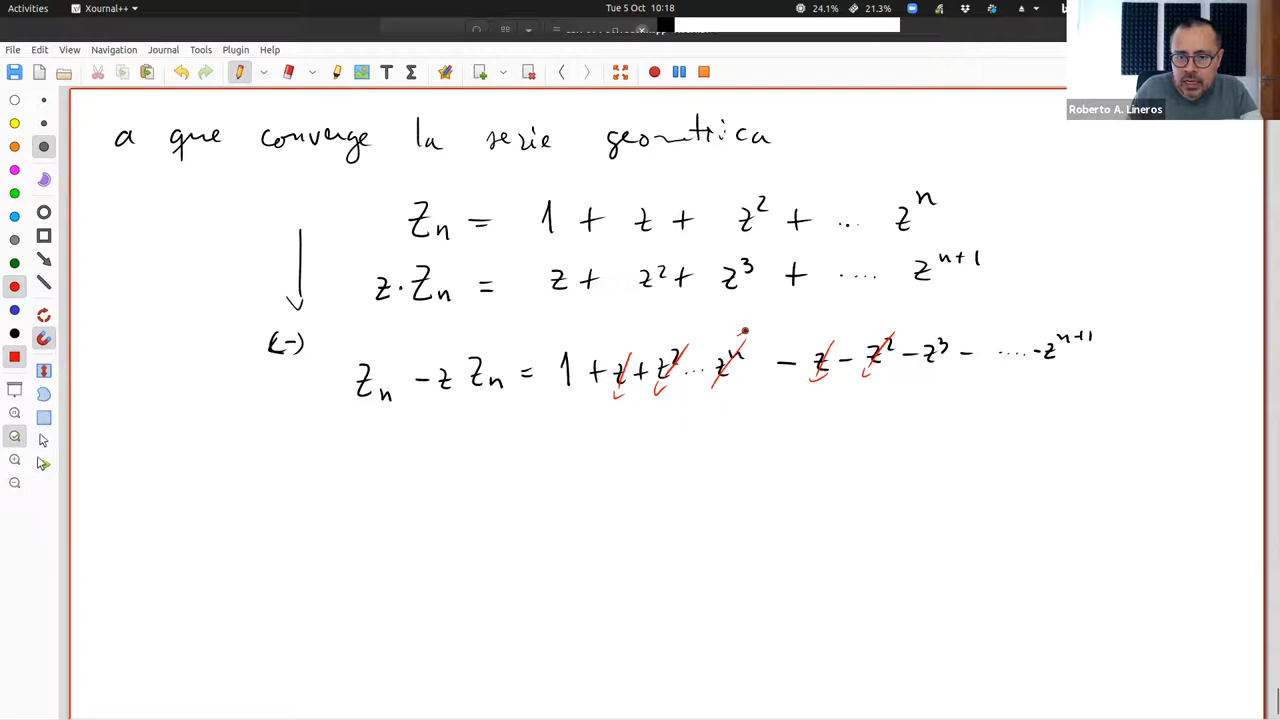 Activities Xournal++ Tue 5 Oct 10:18 24.1% 21.3%
File Edit View Navigation Journal Tools Plugin Help
Roberto A. Lineros
a que converge la serie geometrica
Zn = 1 + z + z² + ... zⁿ
z · Zn = z + z² + z³ + .... zⁿ⁺¹
(-)
Zn - z Zn = 1 + z + z² ... zⁿ - z - z² - z³ - .... - zⁿ⁺¹